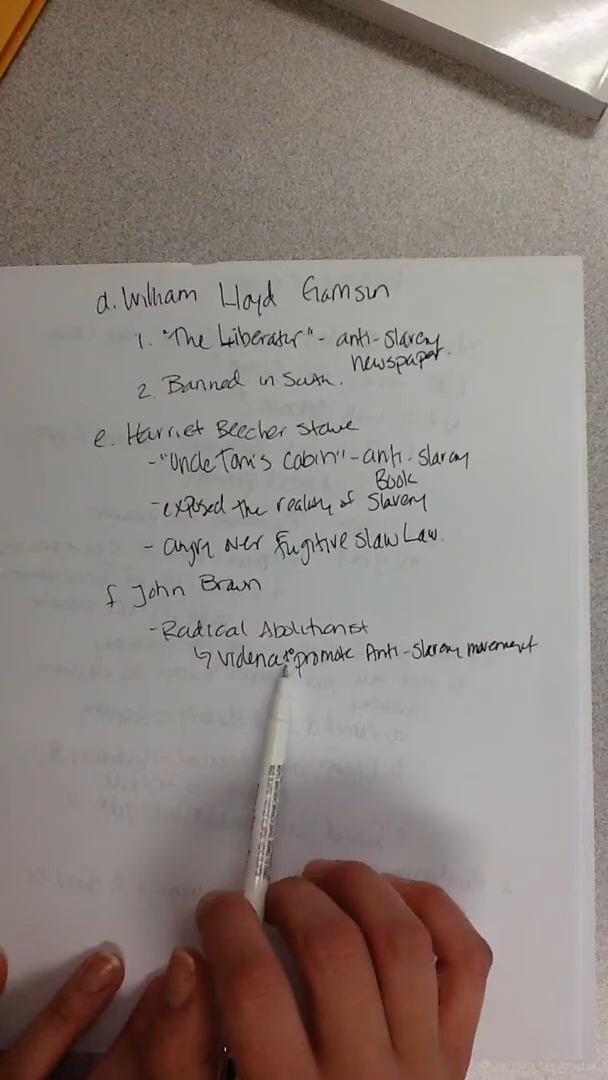 d. William Lloyd Garrison
1. "The Liberator" - anti-slavery
newspaper.
2. Banned in South.
e. Harriet Beecher Stowe
- "Uncle Tom's Cabin" - anti-slavery
Book
- exposed the reality of Slavery
- angry over Fugitive Slaw Law.
f. John Brown
- Radical Abolitionist
↳ Violence to promote Anti-slavery movement